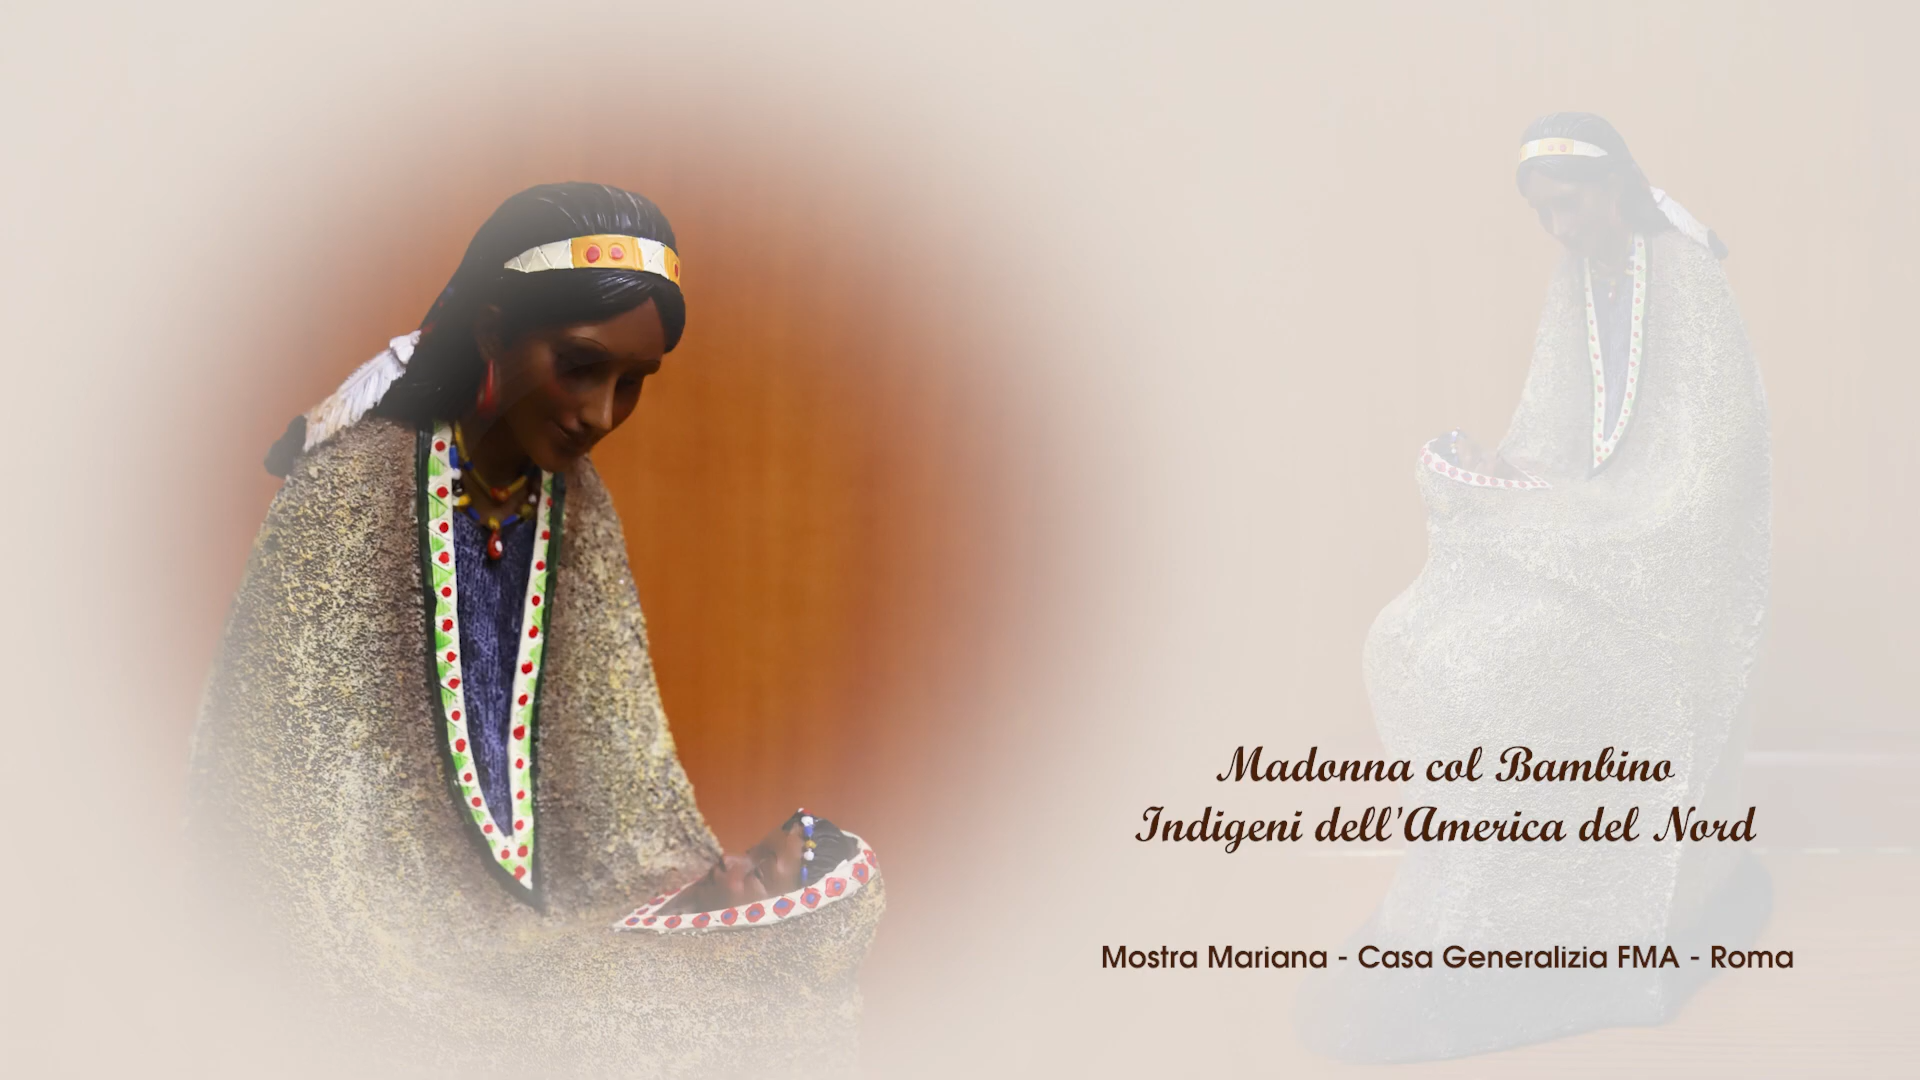 Madonna col Bambino
Indigeni dell'America del Nord
Mostra Mariana - Casa Generalizia FMA - Roma